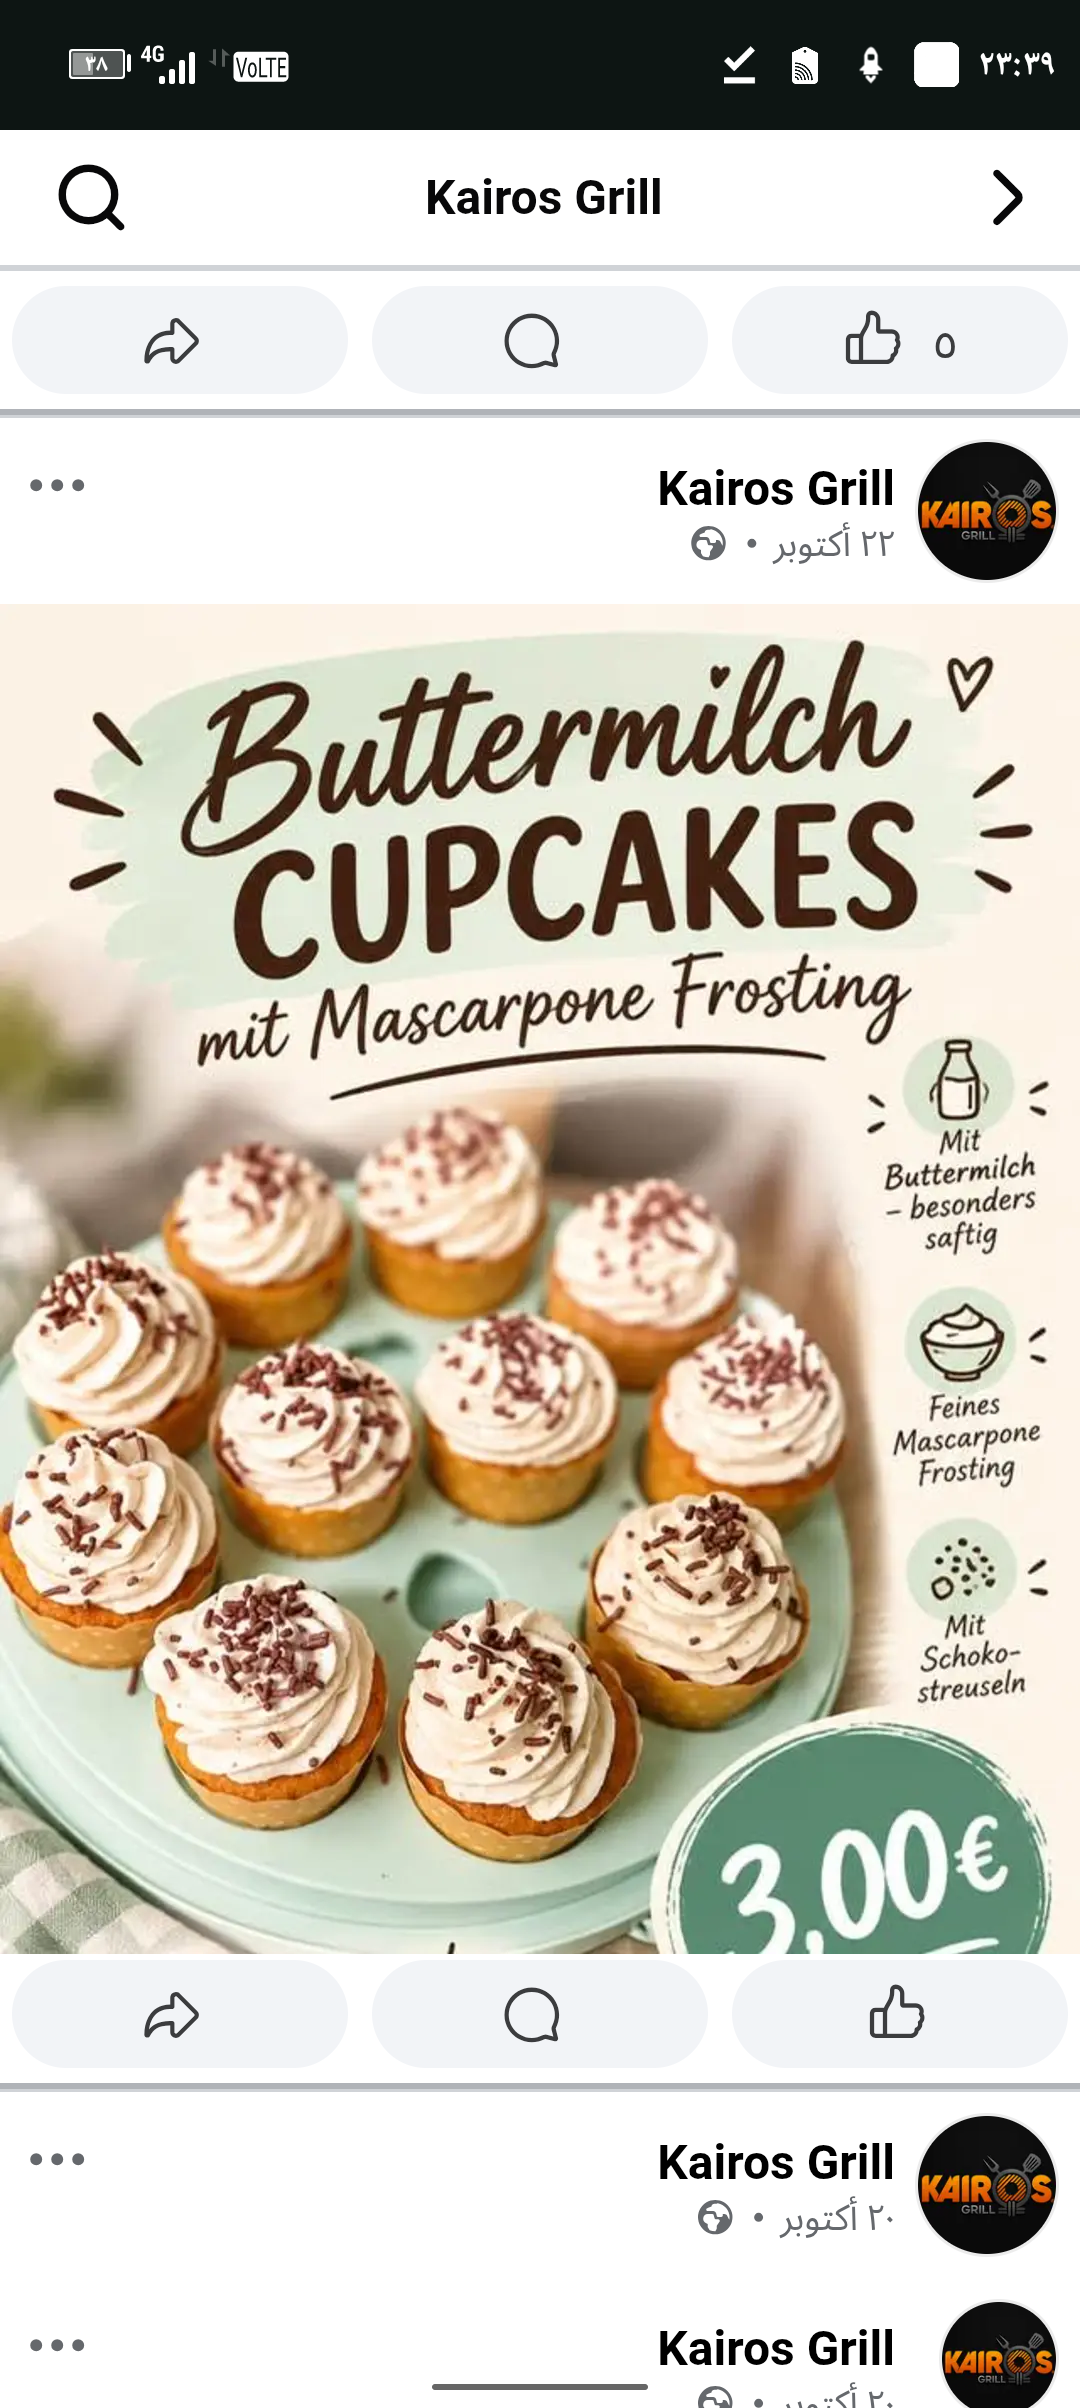 ٣٨ 4G VoLTE ٢٣:٣٩
Kairos Grill
٥
Kairos Grill
٢٢ أكتوبر •
KAIROS
GRILL
Buttermilch
CUPCAKES
mit Mascarpone Frosting
Mit
Buttermilch
– besonders
saftig
Feines
Mascarpone
Frosting
Mit
Schoko-
streuseln
3,00€
Kairos Grill
٢٠ أكتوبر •
KAIROS
GRILL
Kairos Grill
٢٠ أكتوبر •
KAIROS
GRILL